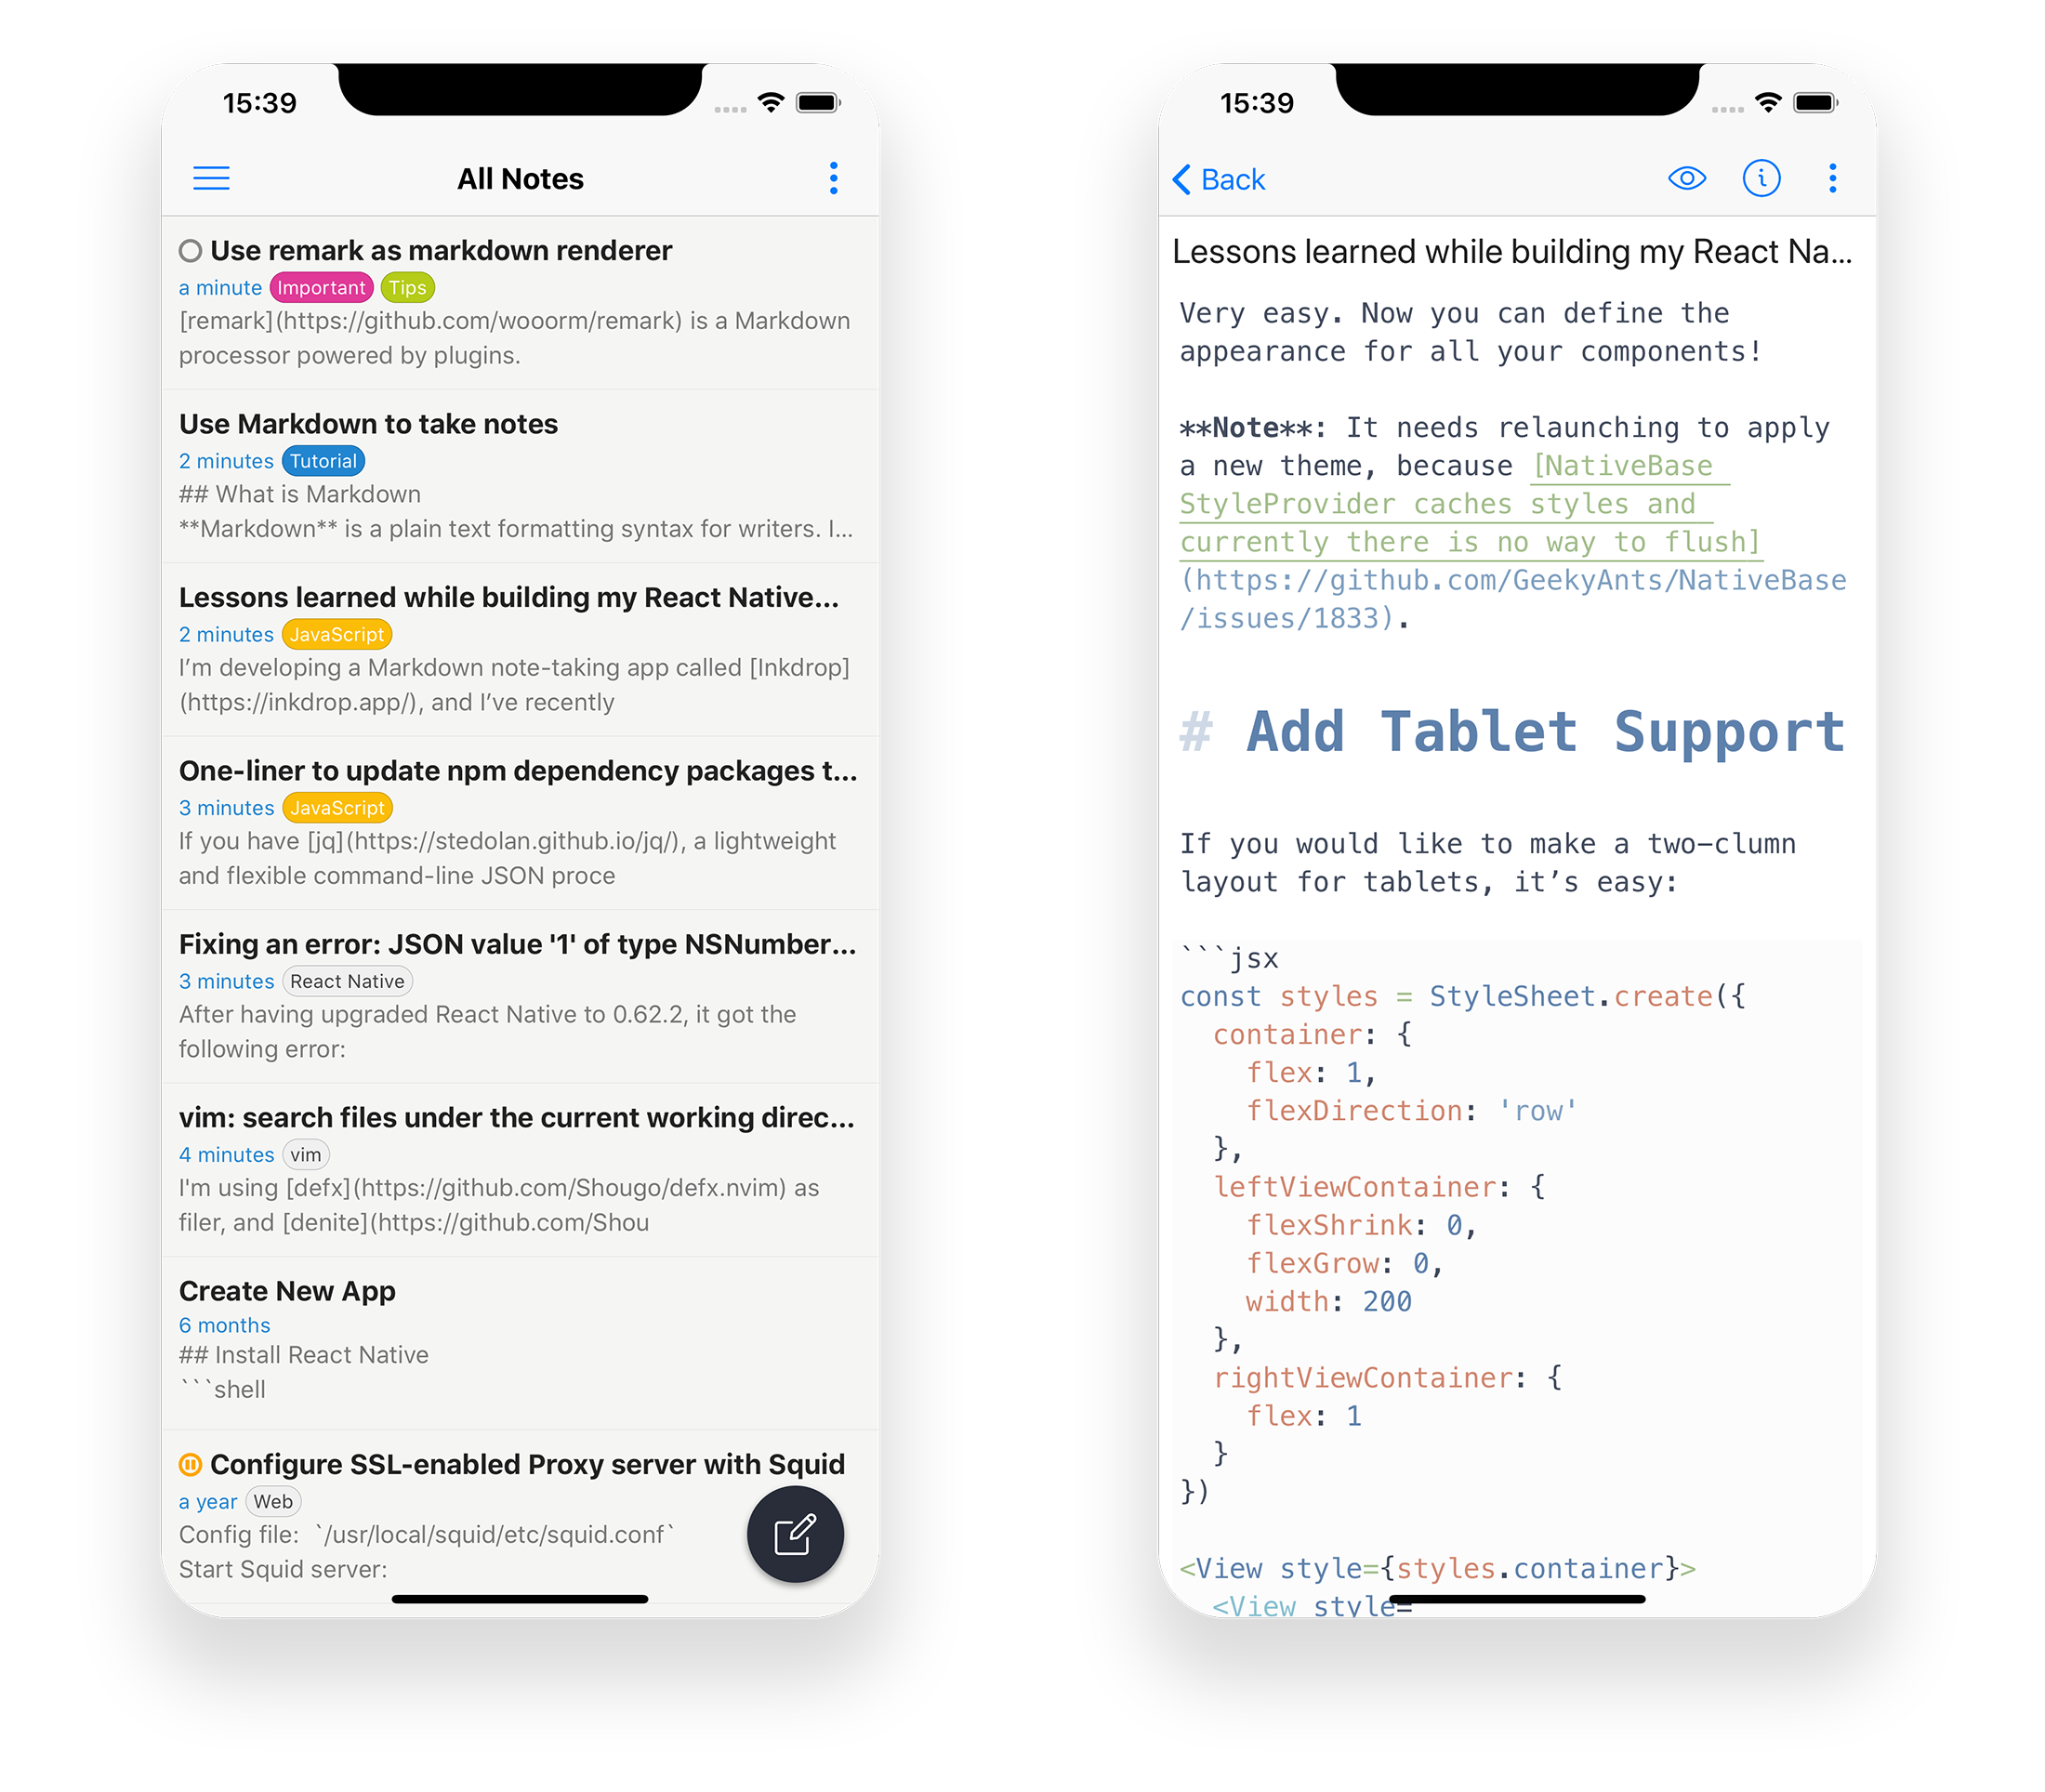 15:39
All Notes
Use remark as markdown renderer
a minute Important Tips
[remark](https://github.com/wooorm/remark) is a Markdown
processor powered by plugins.
Use Markdown to take notes
2 minutes Tutorial
## What is Markdown
**Markdown** is a plain text formatting syntax for writers. I...
Lessons learned while building my React Native...
2 minutes JavaScript
I’m developing a Markdown note-taking app called [Inkdrop]
(https://inkdrop.app/), and I’ve recently
One-liner to update npm dependency packages t...
3 minutes JavaScript
If you have [jq](https://stedolan.github.io/jq/), a lightweight
and flexible command-line JSON proce
Fixing an error: JSON value '1' of type NSNumber...
3 minutes React Native
After having upgraded React Native to 0.62.2, it got the
following error:
vim: search files under the current working direc...
4 minutes vim
I'm using [defx](https://github.com/Shougo/defx.nvim) as
filer, and [denite](https://github.com/Shou
Create New App
6 months
## Install React Native
```shell
Configure SSL-enabled Proxy server with Squid
a year Web
Config file: `/usr/local/squid/etc/squid.conf`
Start Squid server:
15:39
Back
Lessons learned while building my React Na...
Very easy. Now you can define the
appearance for all your components!
**Note**: It needs relaunching to apply
a new theme, because [NativeBase
StyleProvider caches styles and
currently there is no way to flush]
(https://github.com/GeekyAnts/NativeBase
/issues/1833).
# Add Tablet Support
If you would like to make a two-clumn
layout for tablets, it’s easy:
```jsx
const styles = StyleSheet.create({
  container: {
    flex: 1,
    flexDirection: 'row'
  },
  leftViewContainer: {
    flexShrink: 0,
    flexGrow: 0,
    width: 200
  },
  rightViewContainer: {
    flex: 1
  }
})
<View style={styles.container}>
  <View style=